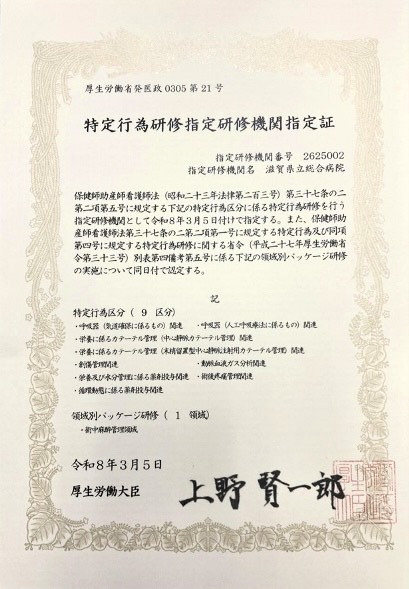 厚生労働省発医政0305第21号
特定行為研修指定研修機関指定証
指定研修機関番号 2625002
指定研修機関名 滋賀県立総合病院
保健師助産師看護師法（昭和二十三年法律第二百三号）第三十七条の二
第二項第五号に規定する下記の特定行為区分に係る特定行為研修を行う
指定研修機関として令和８年３月５日付けで指定する。また、保健師助
産師看護師法第三十七条の二第二項第一号に規定する特定行為及び同項
第四号に規定する特定行為研修に関する省令（平成二十七年厚生労働省
令第三十三号）別表第四備考第五号に係る下記の領域別パッケージ研修
の実施について同日付で認定する。
記
特定行為区分（ ９ 区分）
・呼吸器（気道確保に係るもの）関連 ・呼吸器（人工呼吸療法に係るもの）関連
・栄養に係るカテーテル管理（中心静脈カテーテル管理）関連
・栄養に係るカテーテル管理（末梢留置型中心静脈注射用カテーテル管理）関連
・創傷管理関連 ・動脈血液ガス分析関連
・栄養及び水分管理に係る薬剤投与関連 ・術後疼痛管理関連
・循環動態に係る薬剤投与関連
領域別パッケージ研修（ １ 領域）
・術中麻酔管理領域
令和８年３月５日
厚生労働大臣 上野賢一郎